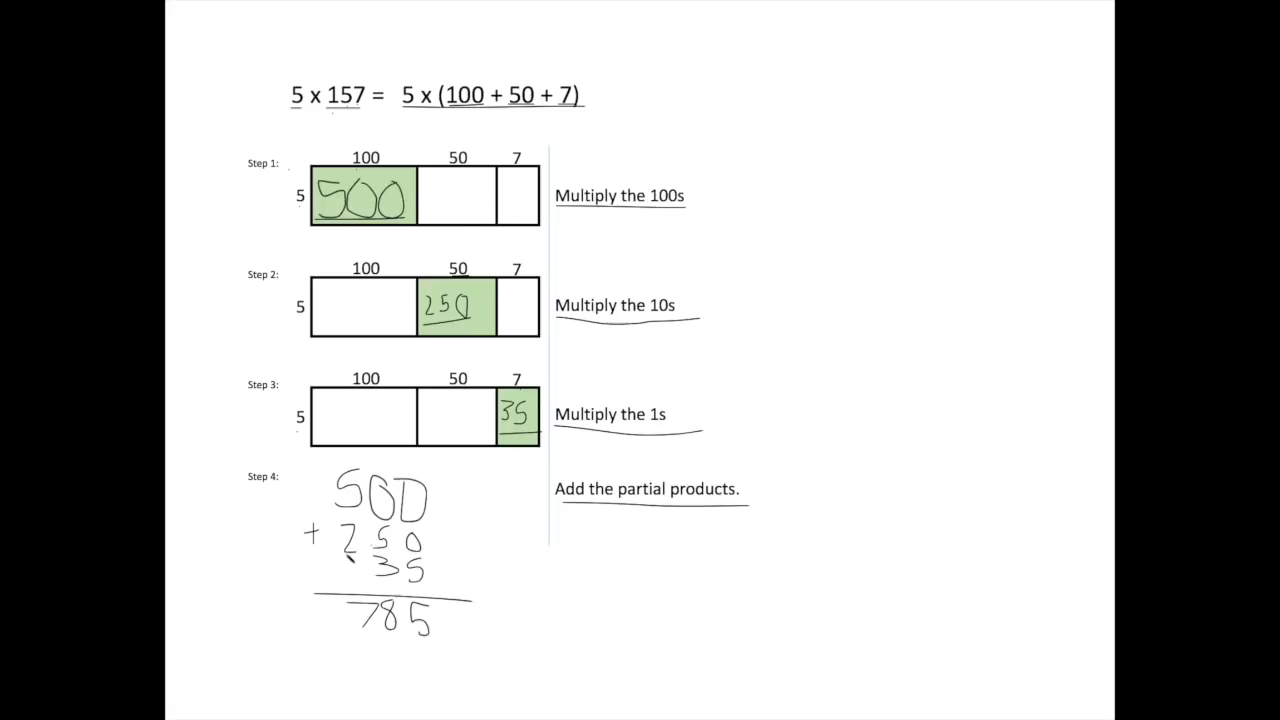 5 x 157 = 5 x (100 + 50 + 7)
Step 1:
100 50 7
5 500
Multiply the 100s
Step 2:
100 50 7
5 250
Multiply the 10s
Step 3:
100 50 7
5 35
Multiply the 1s
Step 4:
Add the partial products.
500
+ 250
35
785